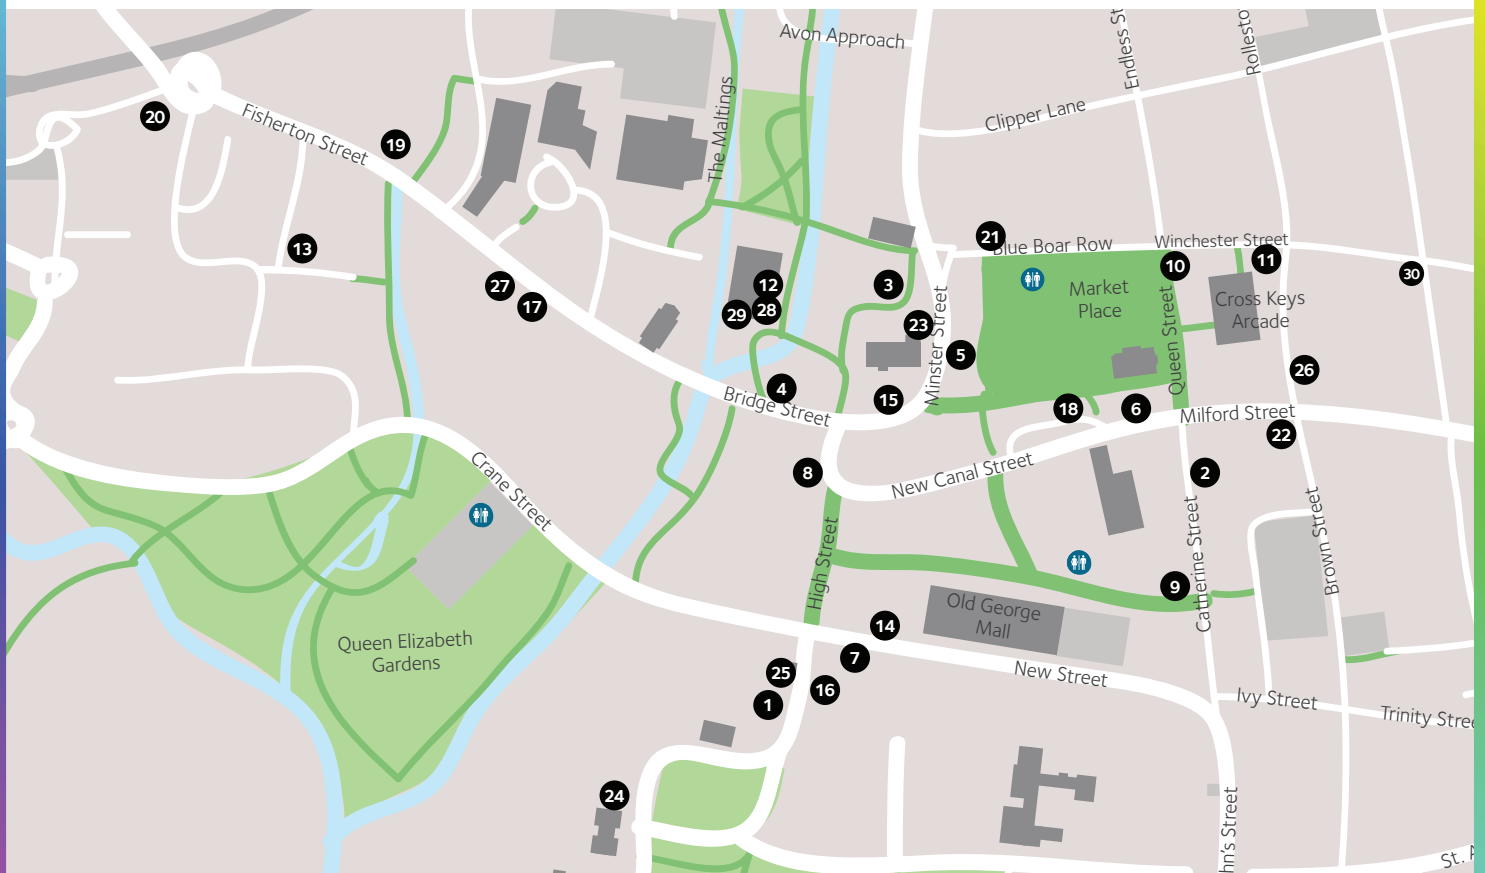 Avon Approach
Endless St
Rollesto
Clipper Lane
The Maltings
20
Fisherton Street
19
13
21
Blue Boar Row
Winchester Street
10
11
30
27
17
12
29
28
3
23
Minster Street
5
Market
Place
Queen Street
Cross Keys
Arcade
26
4
Bridge Street
15
18
6
Milford Street
22
8
New Canal Street
2
Crane Street
High Street
Catherine Street
Brown Street
9
Old George
Mall
Queen Elizabeth
Gardens
14
7
25
16
1
New Street
Ivy Street
Trinity Stree
24
hn's Street
St. A